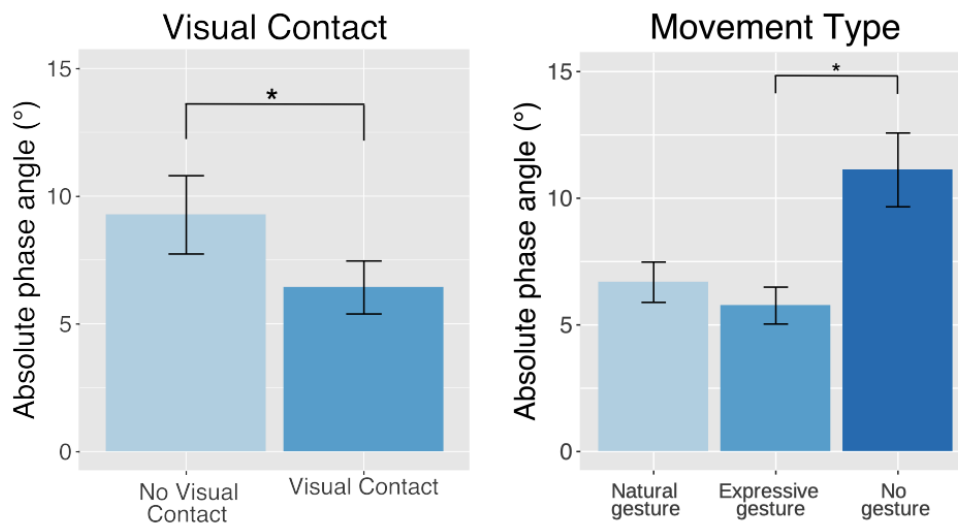 Visual Contact
Absolute phase angle (°)
15
10
5
0
*
No Visual
Contact
Visual Contact
Movement Type
Absolute phase angle (°)
15
10
5
0
*
Natural
gesture
Expressive
gesture
No
gesture